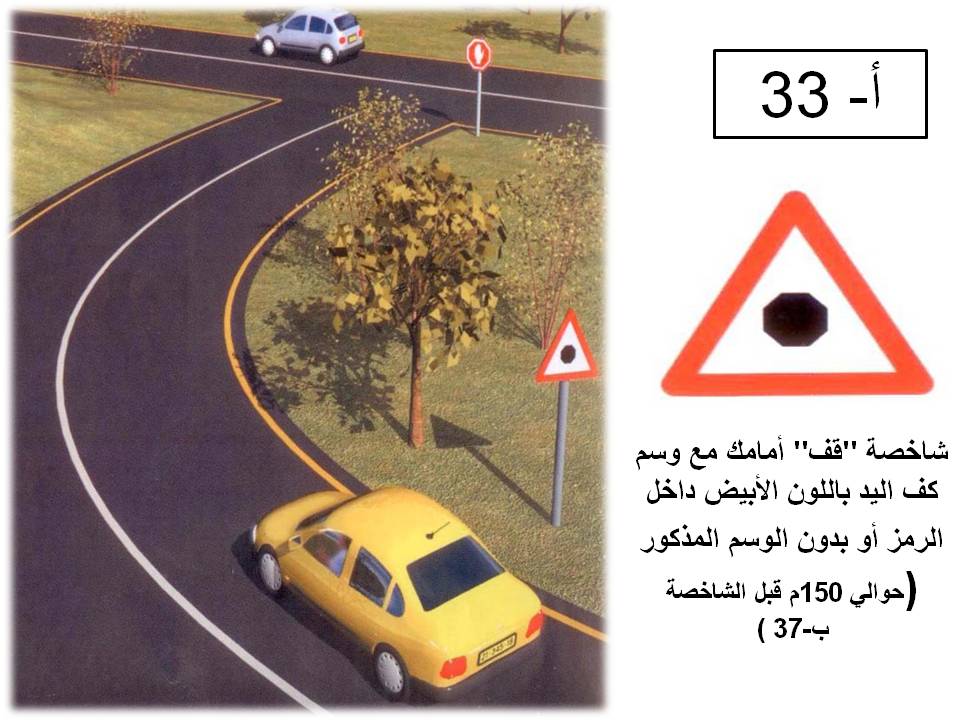 أ- 33
شاخصة "قف" أمامك مع وسم
كف اليد باللون الأبيض داخل
الرمز أو بدون الوسم المذكور
(حوالي 150م قبل الشاخصة
ب-37 )